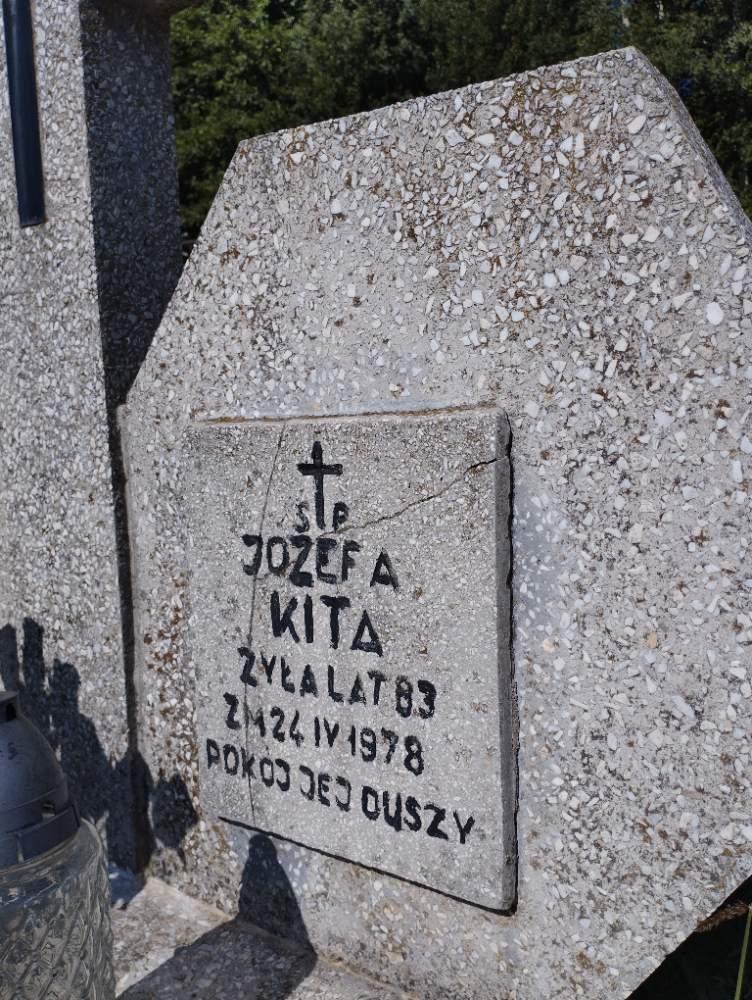 ŚP
JÓZEFA
KITA
ŻYŁA LAT 83
ZM 24 IV 1978
POKÓJ JEJ DUSZY